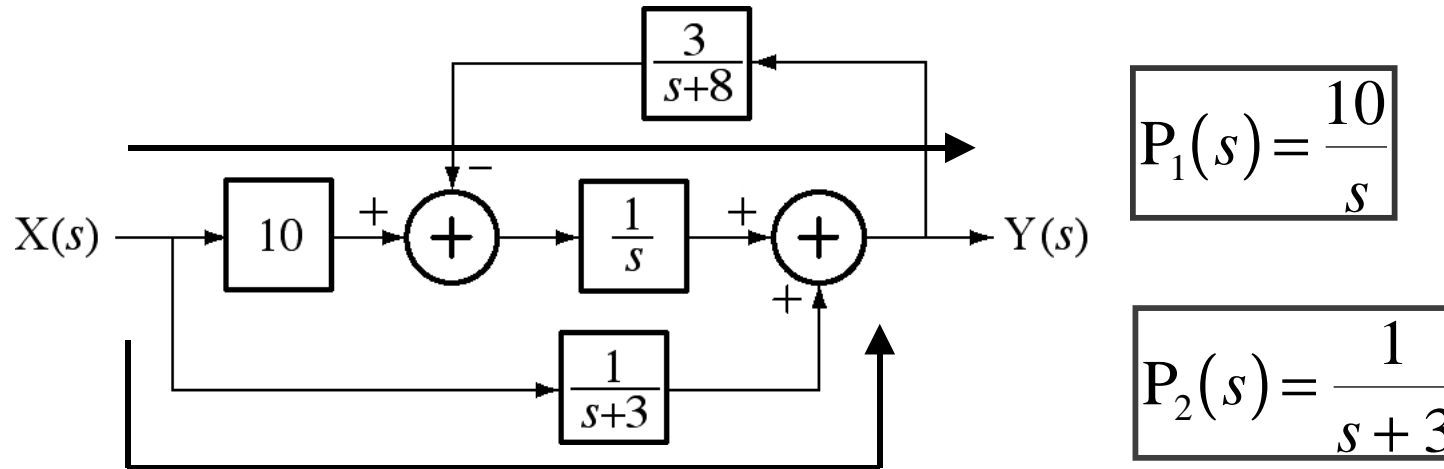 3
s+8
−
X(s)
10
+
+
1
s
+
+
Y(s)
+
1
s+3
P₁(s) = 10
s
P₂(s) = 1
s + 3